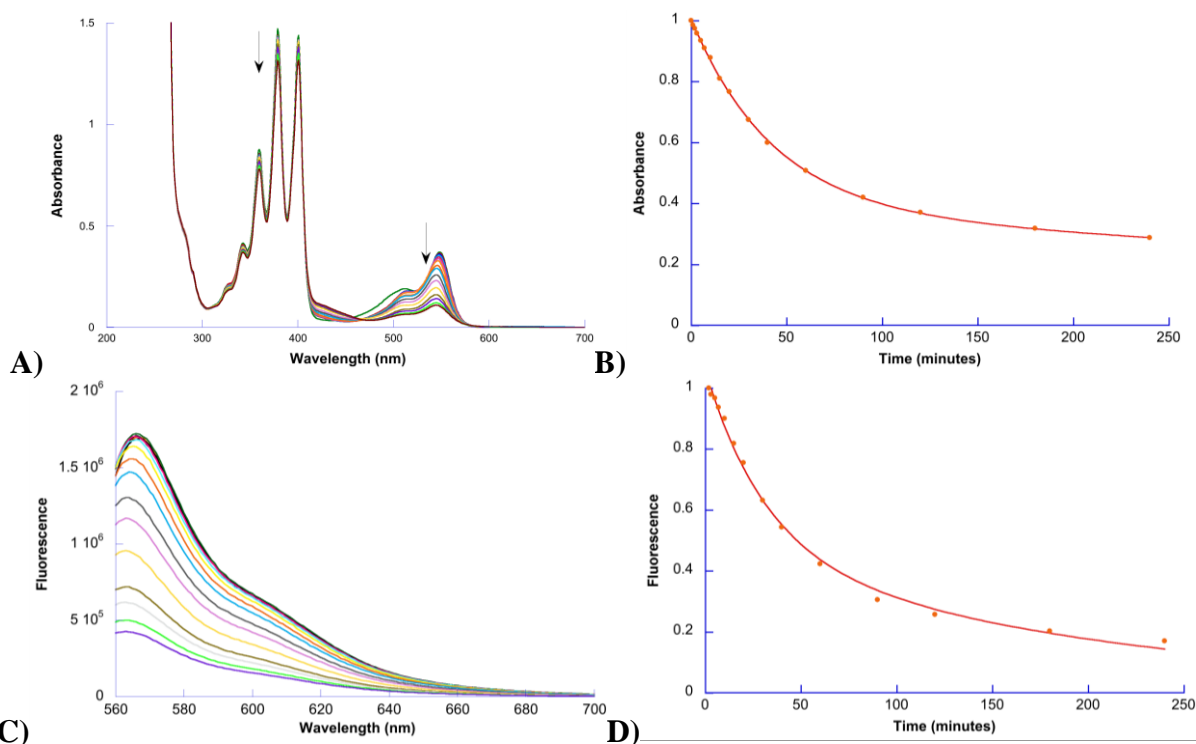 1.5
1
0.5
0
Absorbance
200 300 400 500 600 700
Wavelength (nm)
A)
1
0.8
0.6
0.4
0.2
0
Absorbance
0 50 100 150 200 250
Time (minutes)
B)
2 10⁶
1.5 10⁶
1 10⁶
5 10⁵
0
Fluorescence
560 580 600 620 640 660 680 700
Wavelength (nm)
C)
1
0.8
0.6
0.4
0.2
0
Fluorescence
0 50 100 150 200 250
Time (minutes)
D)